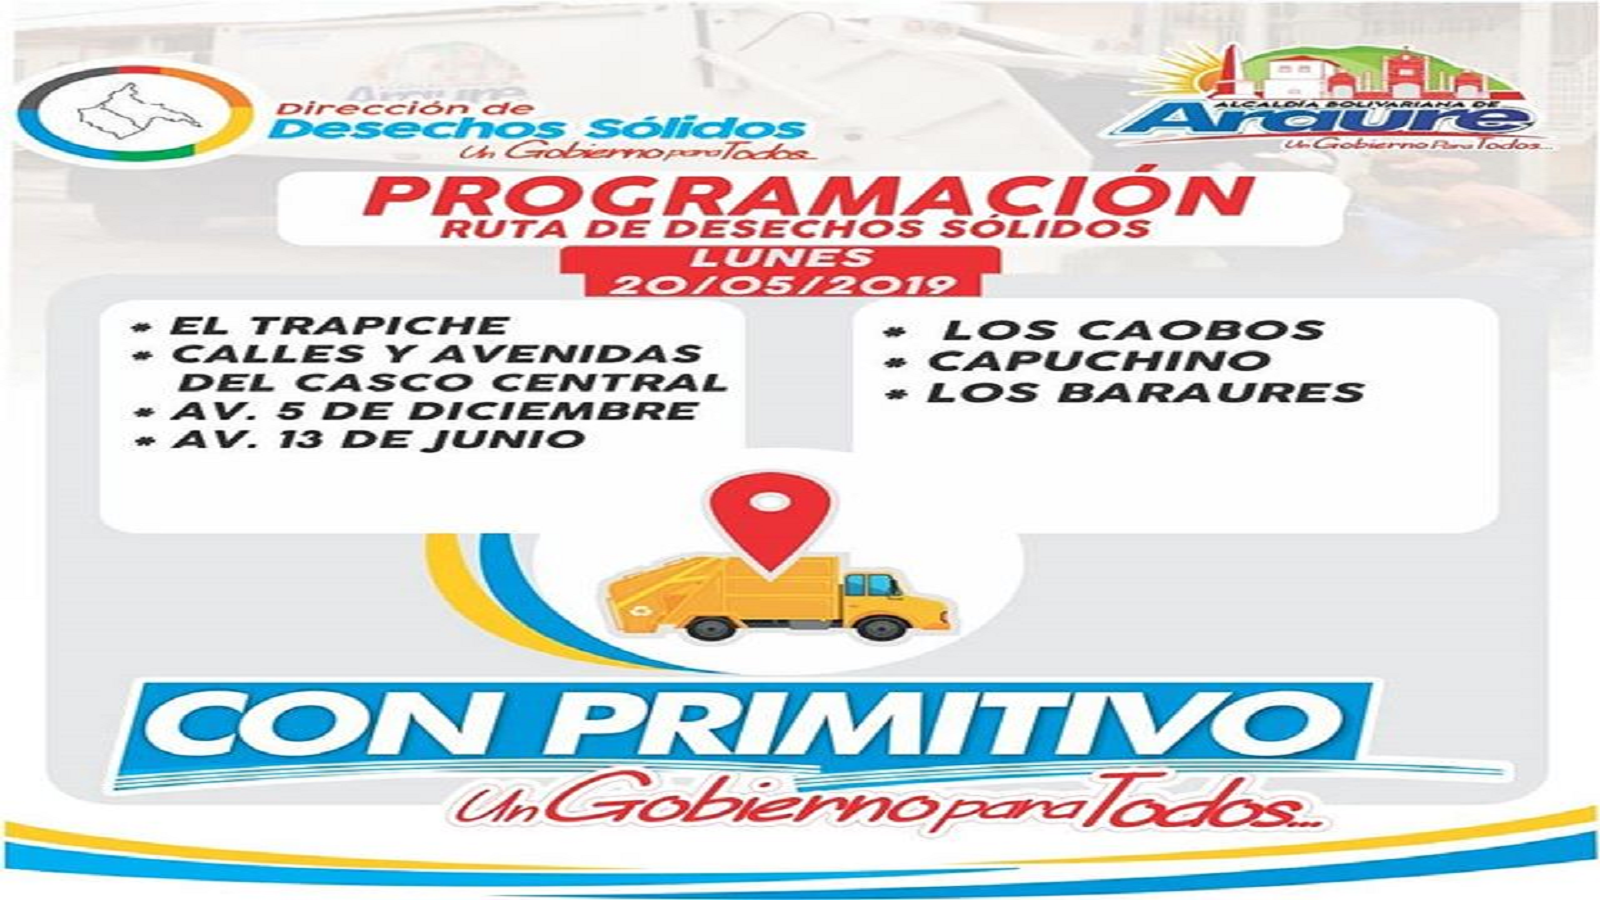 Dirección de
Desechos Sólidos
Un Gobierno para Todos...
ALCALDÍA BOLIVARIANA DE
Araure
Un Gobierno Para Todos...
PROGRAMACIÓN
RUTA DE DESECHOS SÓLIDOS
LUNES
20/05/2019
* EL TRAPICHE
* CALLES Y AVENIDAS
DEL CASCO CENTRAL
* AV. 5 DE DICIEMBRE
* AV. 13 DE JUNIO
* LOS CAOBOS
* CAPUCHINO
* LOS BARAURES
CON PRIMITIVO
Un Gobierno para Todos...